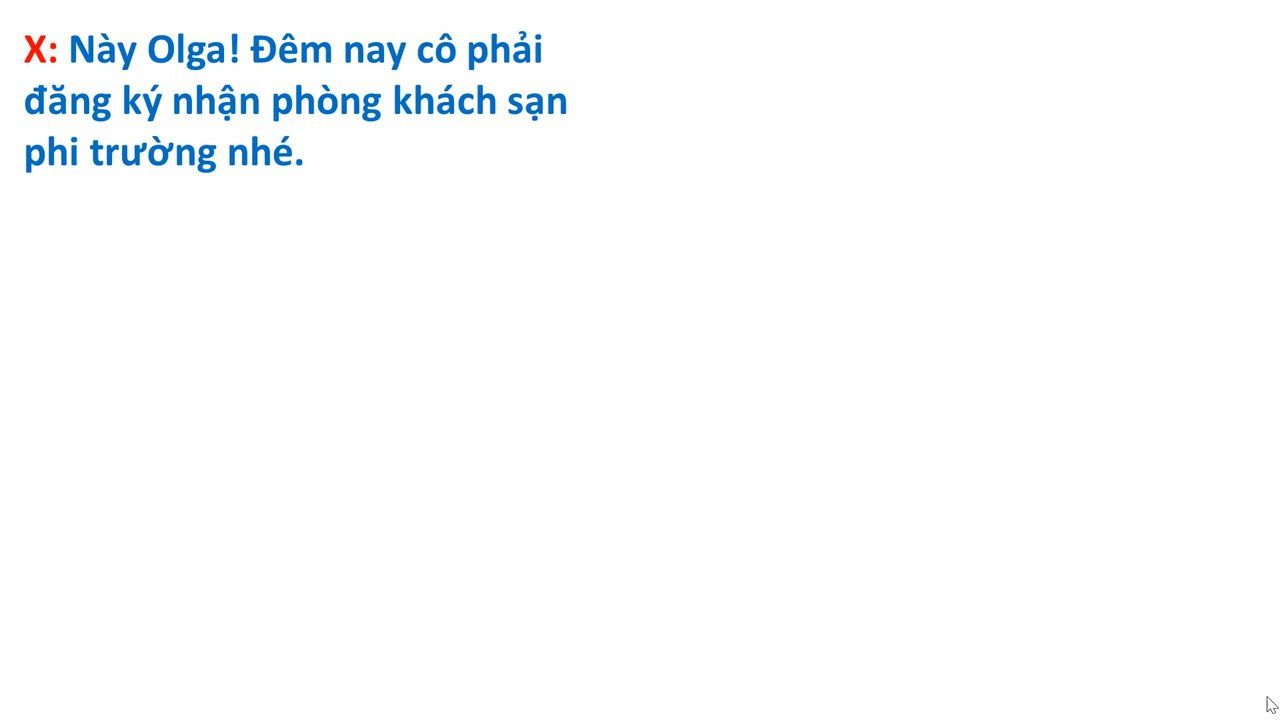 X: Này Olga! Đêm nay cô phải
đăng ký nhận phòng khách sạn
phi trường nhé.